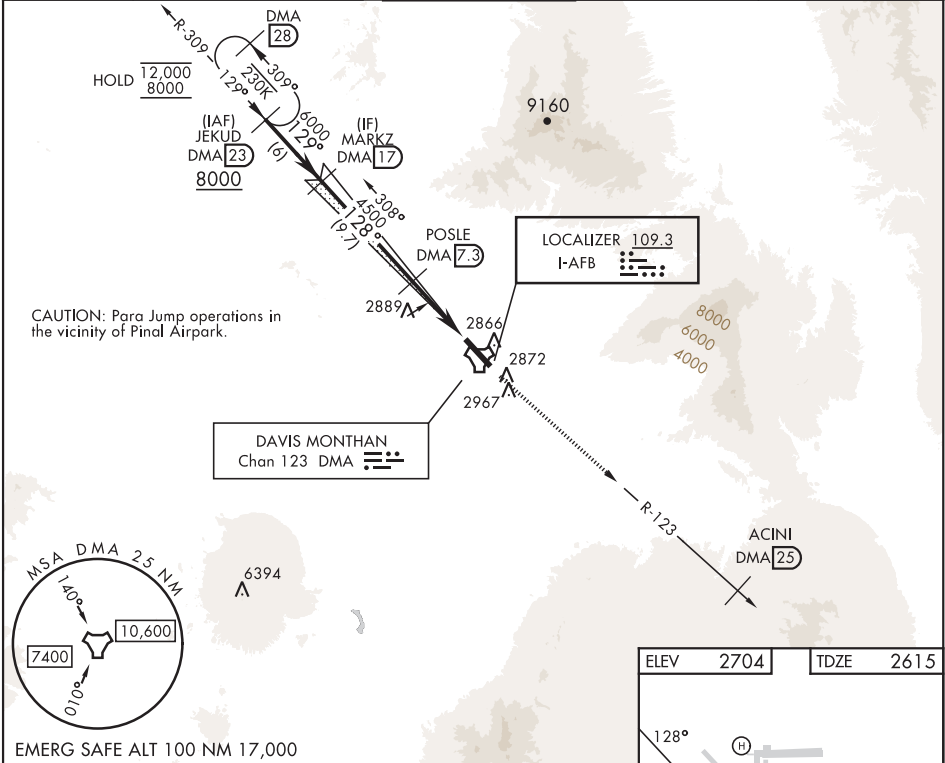 DMA
28
R-309
309°
HOLD
12,000
8000
129°
230K
(IAF)
JEKUD
DMA 23
8000
6000
129°
(6)
(IF)
MARKZ
DMA 17
9160
308°
4500
128°
(9.7)
POSLE
DMA 7.3
LOCALIZER 109.3
I-AFB
CAUTION: Para Jump operations in
the vicinity of Pinal Airpark.
2889
2866
2872
2967
8000
6000
4000
DAVIS MONTHAN
Chan 123 DMA
R-123
ACINI
DMA 25
MSA DMA 25 NM
140°
10,600
7400
010°
6394
EMERG SAFE ALT 100 NM 17,000
ELEV 2704
TDZE 2615
128°
H